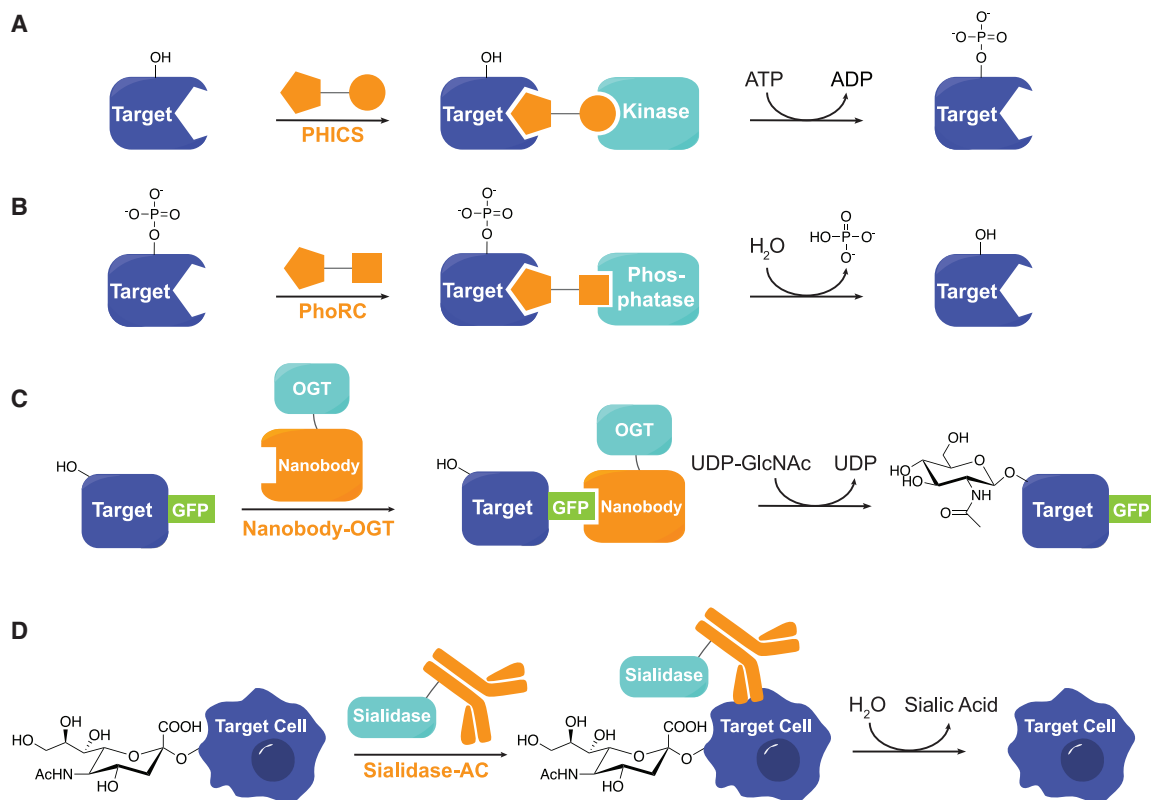 A
OH
Target
PHICS
OH
Target
Kinase
ATP
ADP
O-
-O-P=O
O
Target
B
O-
-O-P=O
O
Target
PhoRC
O-
-O-P=O
O
Target
Phos-
phatase
H2O
O
HO-P-O-
O-
OH
Target
C
OGT
Nanobody
HO
Target
GFP
Nanobody-OGT
OGT
HO
Target
GFP
Nanobody
UDP-GlcNAc
UDP
OH
HO
HO
O
O
NH
O
Target
GFP
D
OH
OH
HO
COOH
O
O
AcHN
HO
Target Cell
Sialidase
Sialidase-AC
Sialidase
OH
OH
HO
COOH
O
O
AcHN
HO
Target Cell
H2O
Sialic Acid
Target Cell